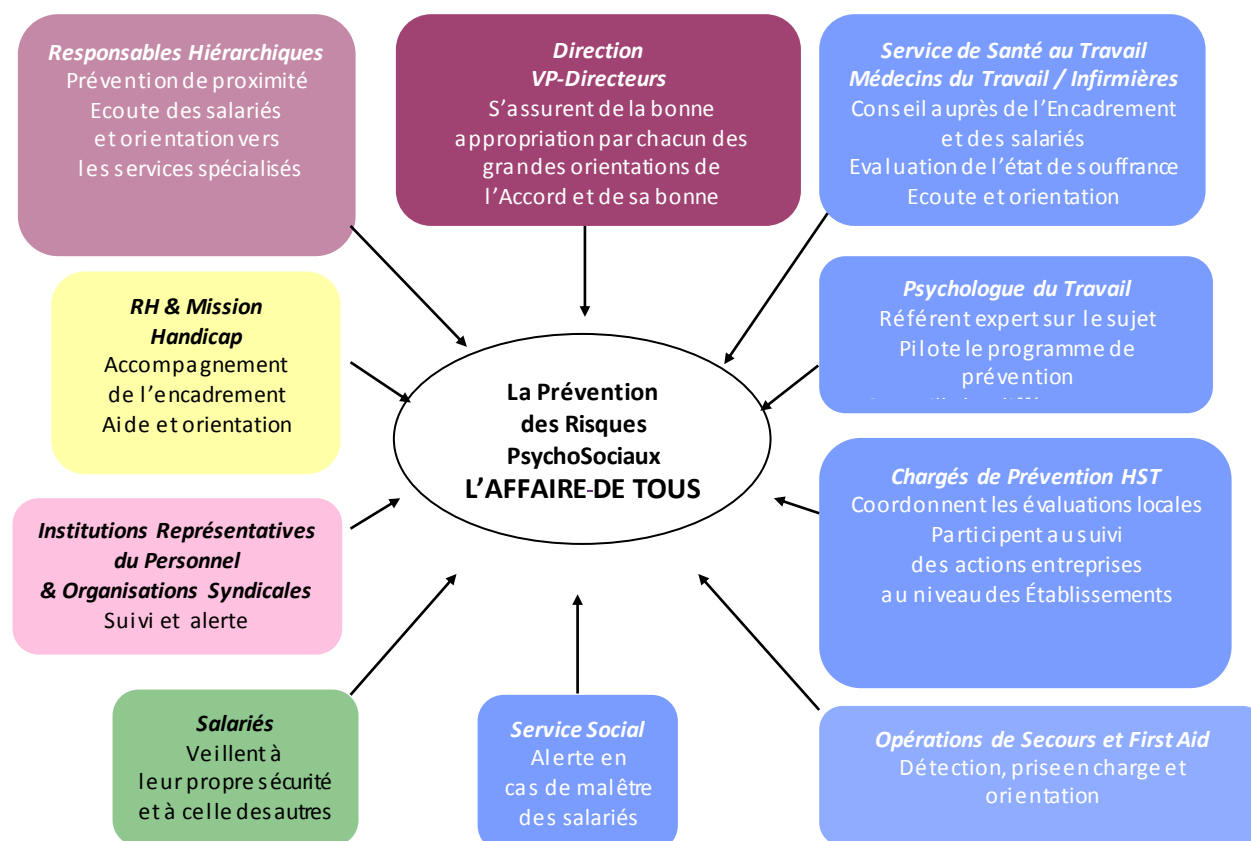 Responsables Hiérarchiques
Prévention de proximité
Ecoute des salariés
et orientation vers
les services spécialisés
Direction
VP-Directeurs
S'assurent de la bonne
appropriation par chacun des
grandes orientations de
l'Accord et de sa bonne
Service de Santé au Travail
Médecins du Travail / Infirmières
Conseil auprès de l'Encadrement
et des salariés
Evaluation de l'état de souffrance
Ecoute et orientation
RH & Mission
Handicap
Accompagnement
de l'encadrement
Aide et orientation
Psychologue du Travail
Référent expert sur le sujet
Pilote le programme de
prévention
La Prévention
des Risques
PsychoSociaux
L'AFFAIRE-DE TOUS
Institutions Représentatives
du Personnel
& Organisations Syndicales
Suivi et alerte
Chargés de Prévention HST
Coordonnent les évaluations locales
Participent au suivi
des actions entreprises
au niveau des Établissements
Salariés
Veillent à
leur propre sécurité
et à celle des autres
Service Social
Alerte en
cas de malêtre
des salariés
Opérations de Secours et First Aid
Détection, prise en charge et
orientation